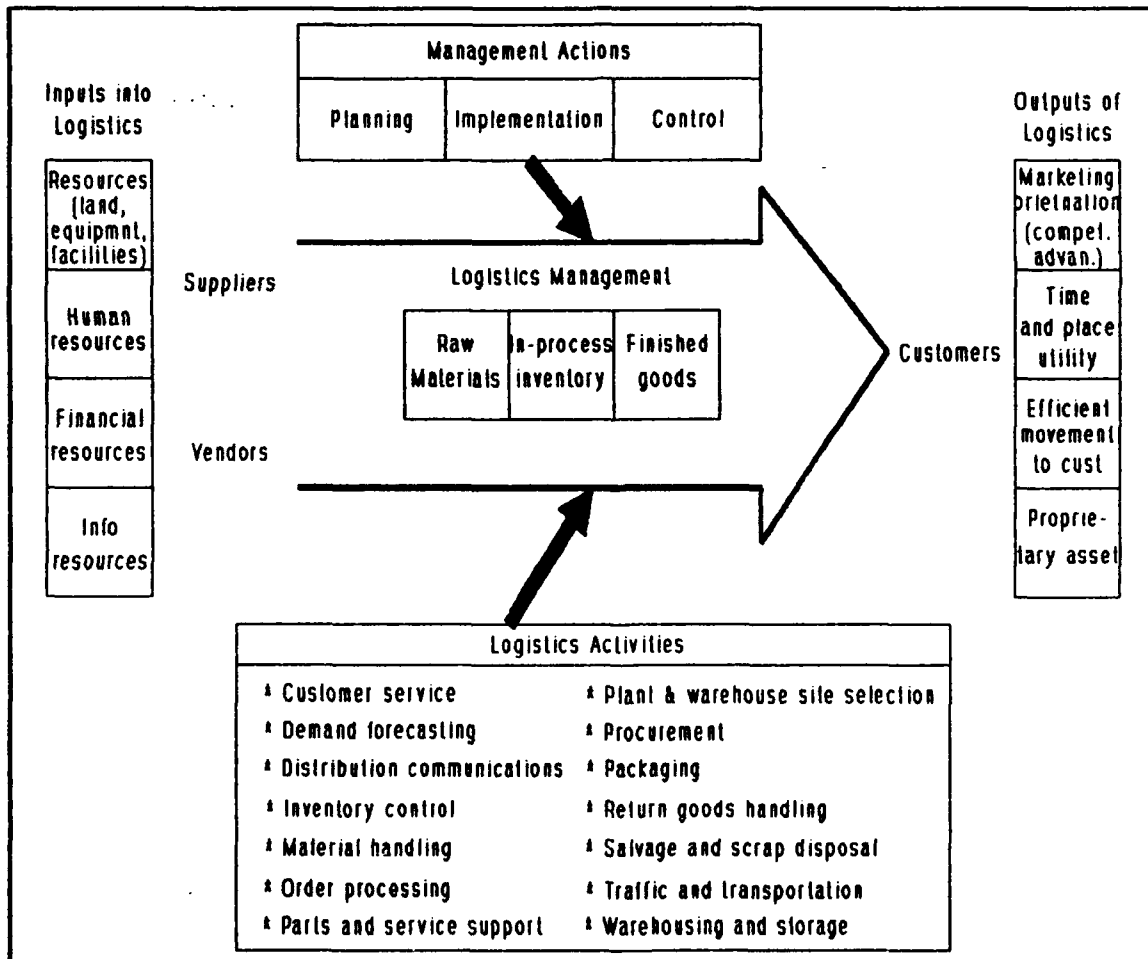 Management Actions
Planning
Implementation
Control
Inputs into
Logistics
Resources
(land,
equipmnt,
facilities)
Human
resources
Financial
resources
Info
resources
Suppliers
Vendors
Logistics Management
Raw
Materials
In-process
inventory
Finished
goods
Customers
Outputs of
Logistics
Marketing
orietnation
(compet.
advan.)
Time
and place
utility
Efficient
movement
to cust
Proprie-
tary asset
Logistics Activities
* Customer service
* Demand forecasting
* Distribution communications
* Inventory control
* Material handling
* Order processing
* Parts and service support
* Plant & warehouse site selection
* Procurement
* Packaging
* Return goods handling
* Salvage and scrap disposal
* Traffic and transportation
* Warehousing and storage